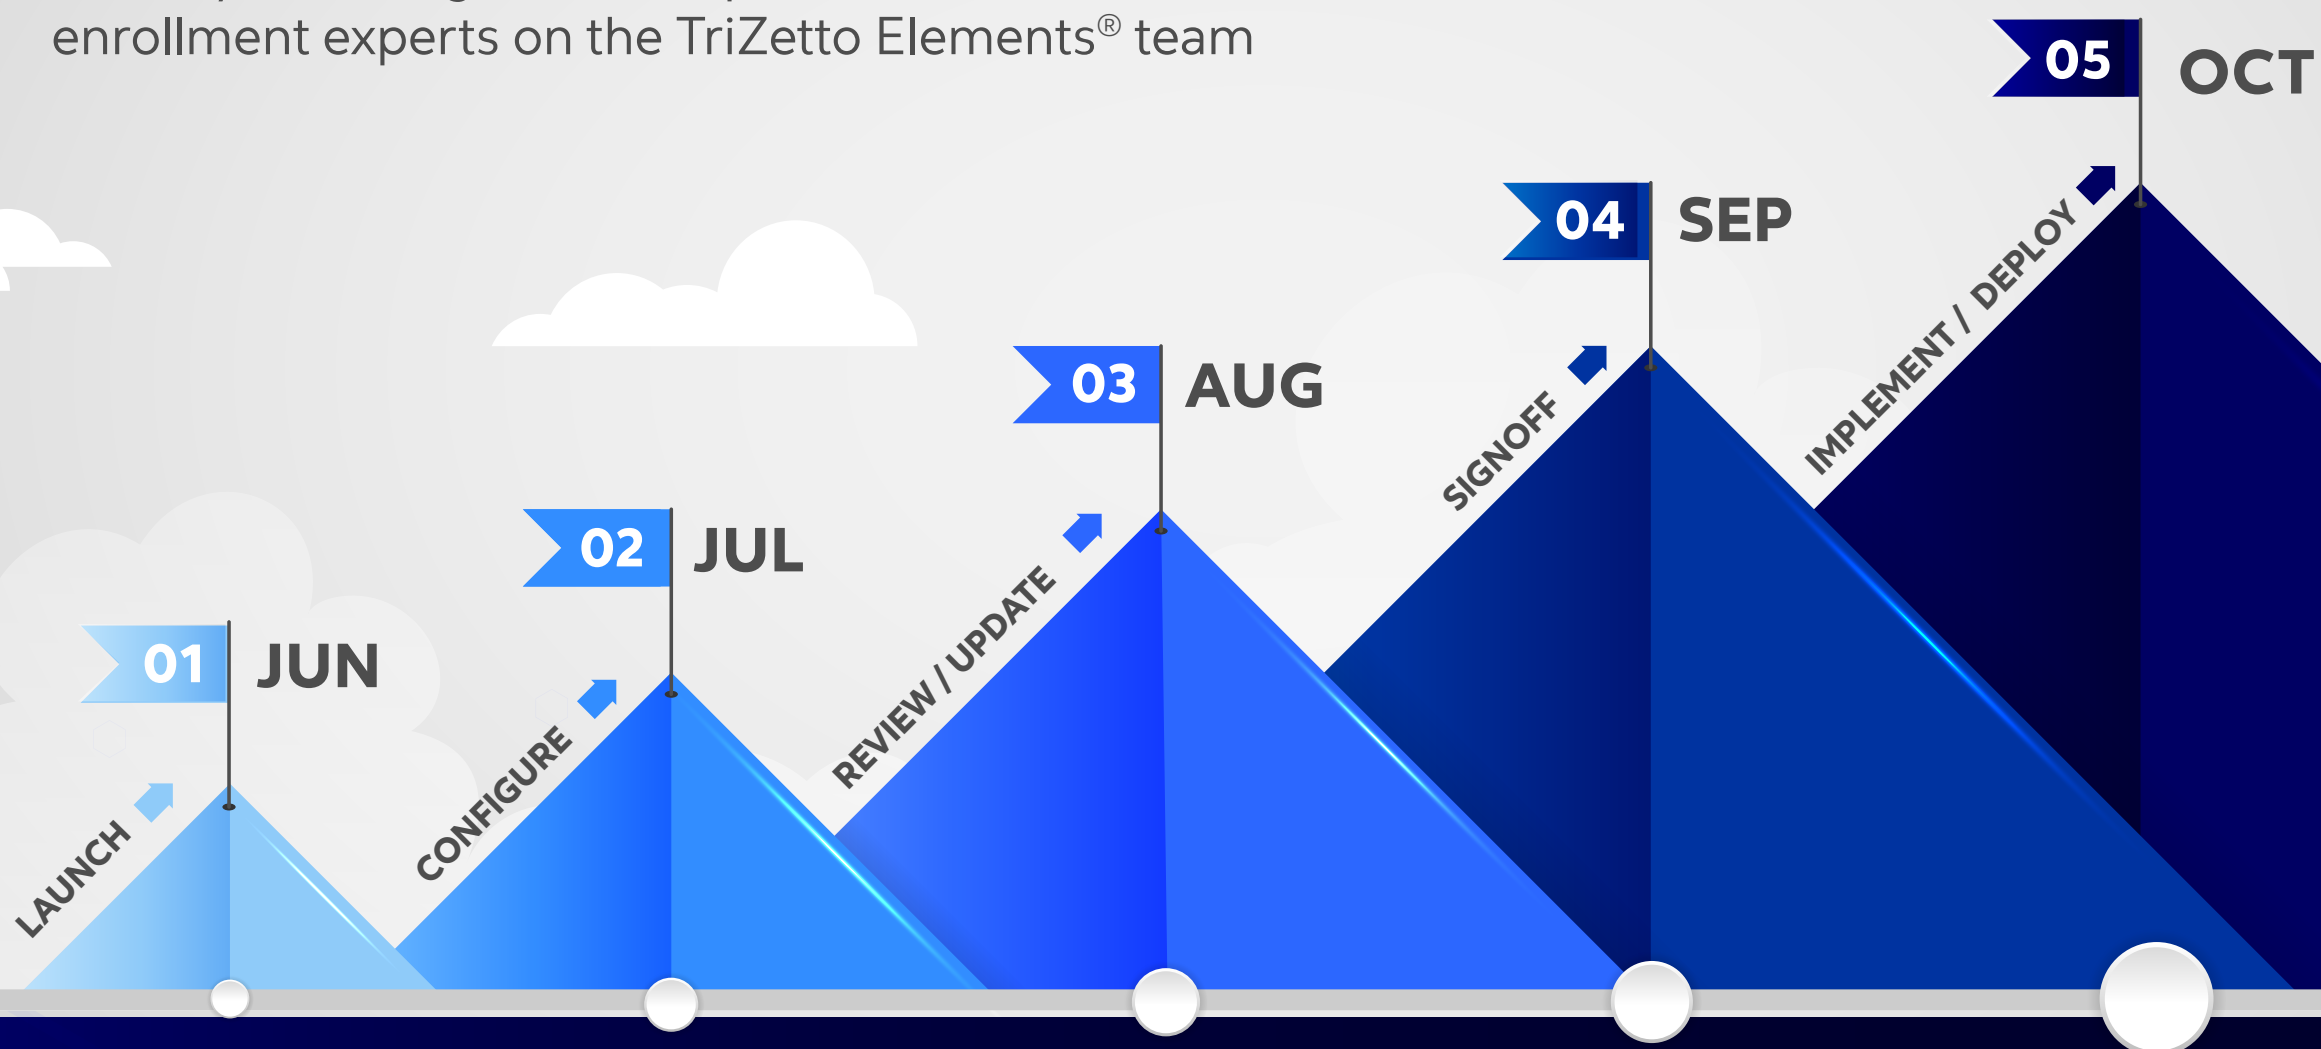 enrollment experts on the TriZetto Elements® team
05 OCT
04 SEP
03 AUG
02 JUL
01 JUN
LAUNCH
CONFIGURE
REVIEW / UPDATE
SIGNOFF
IMPLEMENT / DEPLOY